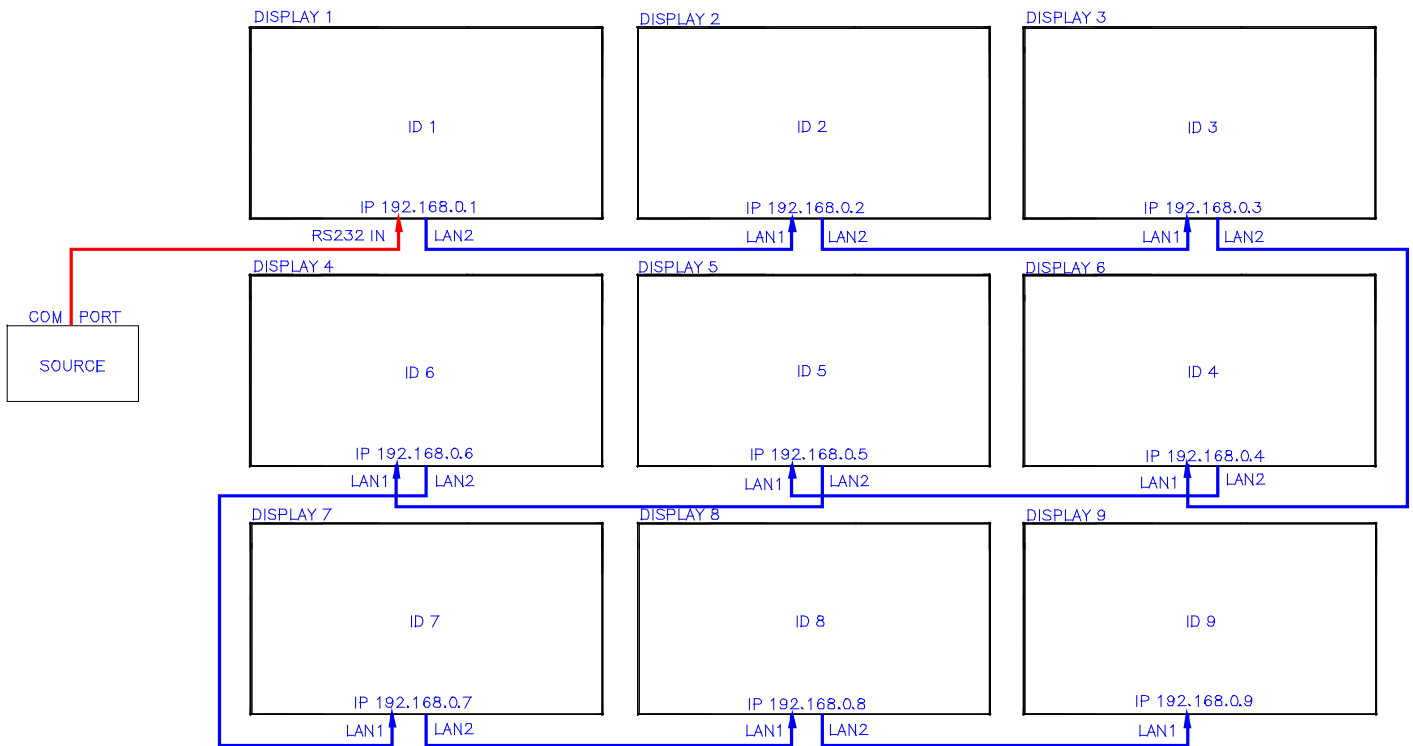 DISPLAY 1
DISPLAY 2
DISPLAY 3
ID 1
ID 2
ID 3
IP 192.168.0.1
IP 192.168.0.2
IP 192.168.0.3
RS232 IN
LAN2
LAN1
LAN2
LAN1
LAN2
DISPLAY 4
DISPLAY 5
DISPLAY 6
COM PORT
SOURCE
ID 6
ID 5
ID 4
IP 192.168.0.6
IP 192.168.0.5
IP 192.168.0.4
LAN1
LAN2
LAN1
LAN2
LAN1
LAN2
DISPLAY 7
DISPLAY 8
DISPLAY 9
ID 7
ID 8
ID 9
IP 192.168.0.7
IP 192.168.0.8
IP 192.168.0.9
LAN1
LAN2
LAN1
LAN2
LAN1